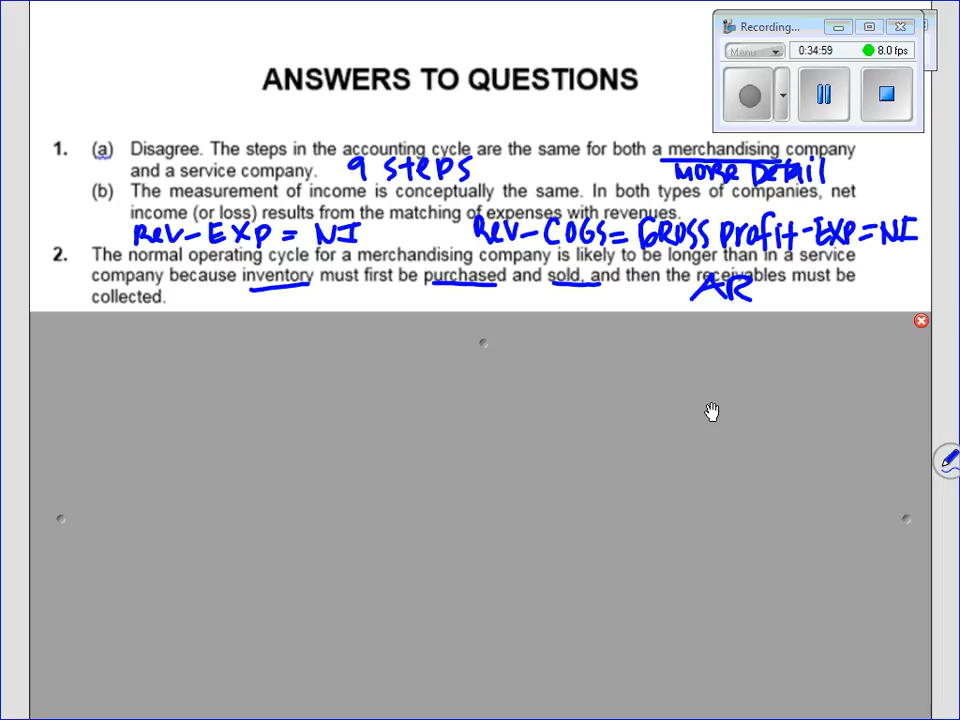 Recording...
Menu
0:34:59
8.0 fps
ANSWERS TO QUESTIONS
1. (a) Disagree. The steps in the accounting cycle are the same for both a merchandising company
and a service company.
9 steps
more Detail
(b) The measurement of income is conceptually the same. In both types of companies, net
income (or loss) results from the matching of expenses with revenues.
Rev - EXP = NI
Rev - COGS = GROSS Profit - EXP = NI
2. The normal operating cycle for a merchandising company is likely to be longer than in a service
company because inventory must first be purchased and sold, and then the receivables must be
collected.
AR